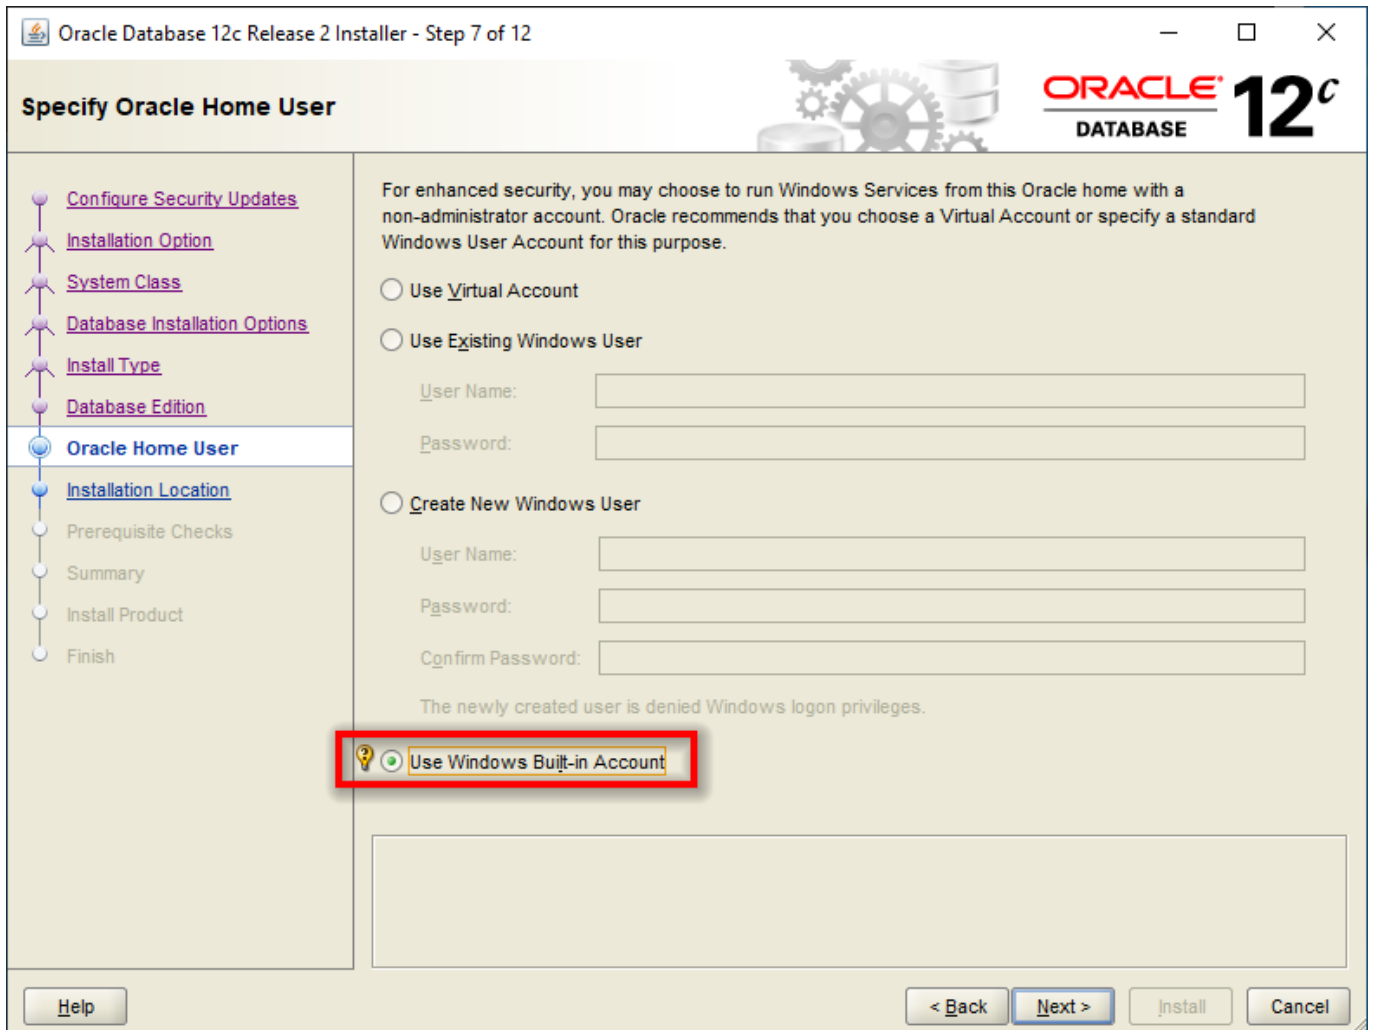 Oracle Database 12c Release 2 Installer - Step 7 of 12
Specify Oracle Home User
ORACLE
DATABASE
12c
Configure Security Updates
Installation Option
System Class
Database Installation Options
Install Type
Database Edition
Oracle Home User
Installation Location
Prerequisite Checks
Summary
Install Product
Finish
For enhanced security, you may choose to run Windows Services from this Oracle home with a
non-administrator account. Oracle recommends that you choose a Virtual Account or specify a standard
Windows User Account for this purpose.
Use Virtual Account
Use Existing Windows User
User Name:
Password:
Create New Windows User
User Name:
Password:
Confirm Password:
The newly created user is denied Windows logon privileges.
Use Windows Built-in Account
Help
< Back
Next >
Install
Cancel